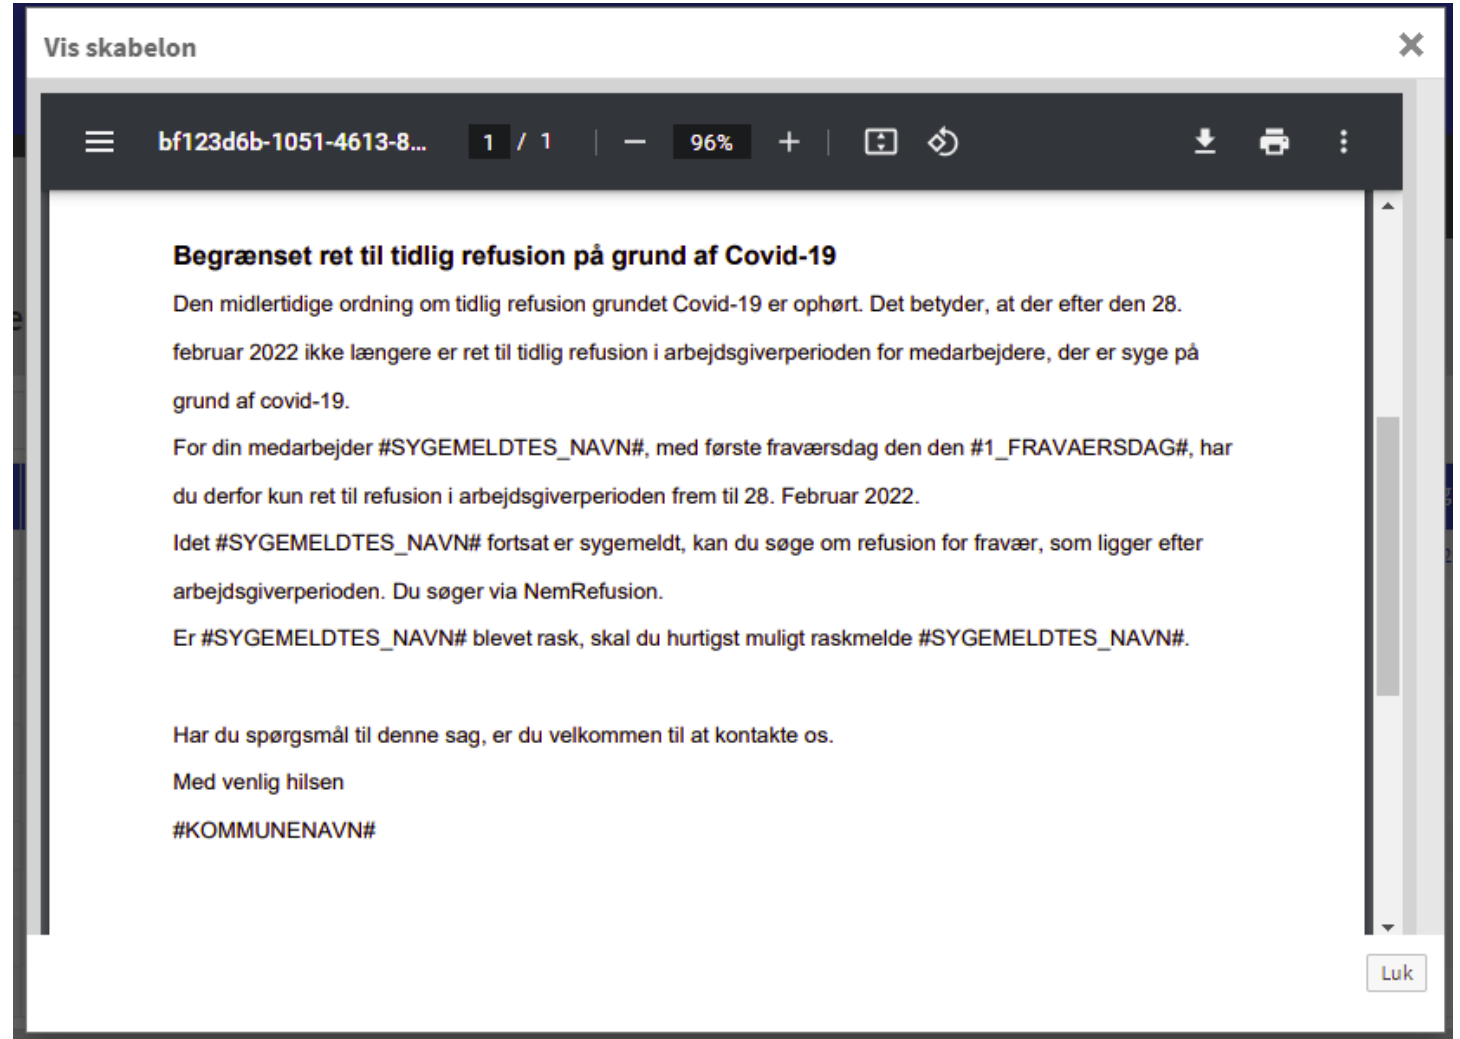 Vis skabelon
bf123d6b-1051-4613-8... 1 / 1 96%
Begrænset ret til tidlig refusion på grund af Covid-19
Den midlertidige ordning om tidlig refusion grundet Covid-19 er ophørt. Det betyder, at der efter den 28.
februar 2022 ikke længere er ret til tidlig refusion i arbejdsgiverperioden for medarbejdere, der er syge på
grund af covid-19.
For din medarbejder #SYGEMELDTES_NAVN#, med første fraværsdag den den #1_FRAVAERSDAG#, har
du derfor kun ret til refusion i arbejdsgiverperioden frem til 28. Februar 2022.
Idet #SYGEMELDTES_NAVN# fortsat er sygemeldt, kan du søge om refusion for fravær, som ligger efter
arbejdsgiverperioden. Du søger via NemRefusion.
Er #SYGEMELDTES_NAVN# blevet rask, skal du hurtigst muligt raskmelde #SYGEMELDTES_NAVN#.
Har du spørgsmål til denne sag, er du velkommen til at kontakte os.
Med venlig hilsen
#KOMMUNENAVN#
Luk